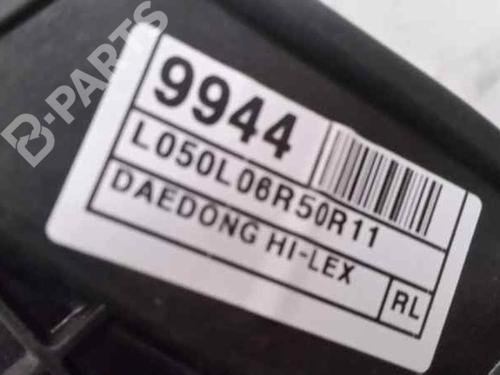 B-PARTS
9944
L050L06R50R11
DAEDONG HI-LEX
RL